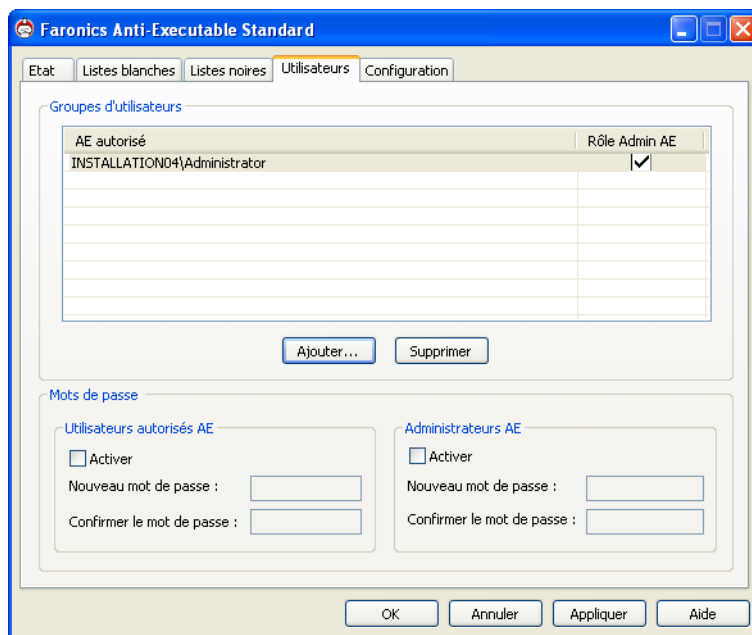 Faronics Anti-Executable Standard
Etat Listes blanches Listes noires Utilisateurs Configuration
Groupes d'utilisateurs
AE autorisé Rôle Admin AE
INSTALLATION04\Administrator
Ajouter... Supprimer
Mots de passe
Utilisateurs autorisés AE Administrateurs AE
Activer Activer
Nouveau mot de passe : Nouveau mot de passe :
Confirmer le mot de passe : Confirmer le mot de passe :
OK Annuler Appliquer Aide